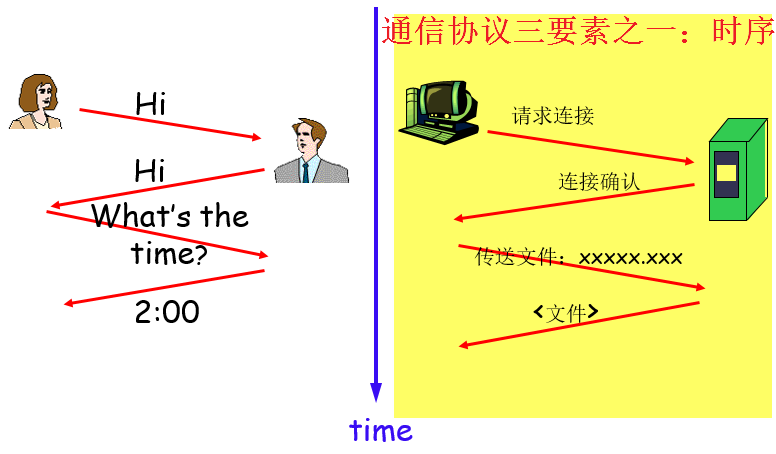 通信协议三要素之一：时序
Hi
Hi
What's the
time?
2:00
请求连接
连接确认
传送文件：xxxxx.xxx
<文件>
time